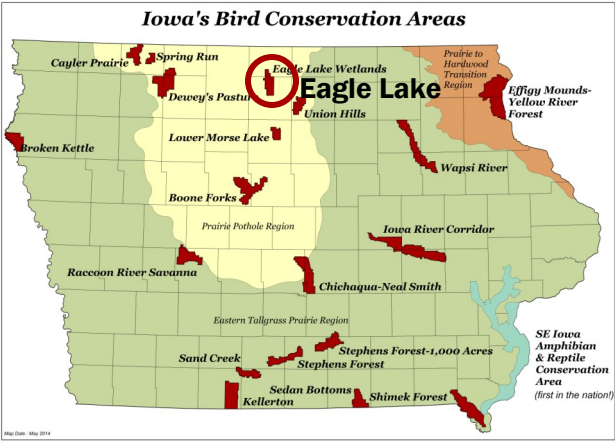 Iowa's Bird Conservation Areas
Cayler Prairie
Spring Run
Eagle Lake Wetlands
Eagle Lake
Dewey's Pastur
Union Hills
Prairie to
Hardwood
Transition
Region
Effigy Mounds-
Yellow River
Forest
Lower Morse Lake
Broken Kettle
Wapsi River
Boone Forks
Prairie Pothole Region
Iowa River Corridor
Raccoon River Savanna
Chichaqua-Neal Smith
Eastern Tallgrass Prairie Region
SE Iowa
Amphibian
& Reptile
Conservation
Area
(first in the nation!)
Stephens Forest-1,000 Acres
Sand Creek
Stephens Forest
Sedan Bottoms
Kellerton
Shimek Forest
Map Date: May 2014